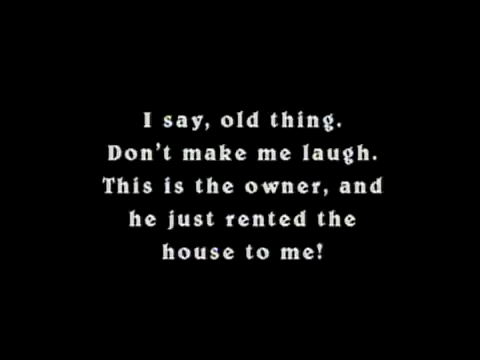 I say, old thing.
Don't make me laugh.
This is the owner, and
he just rented the
house to me!